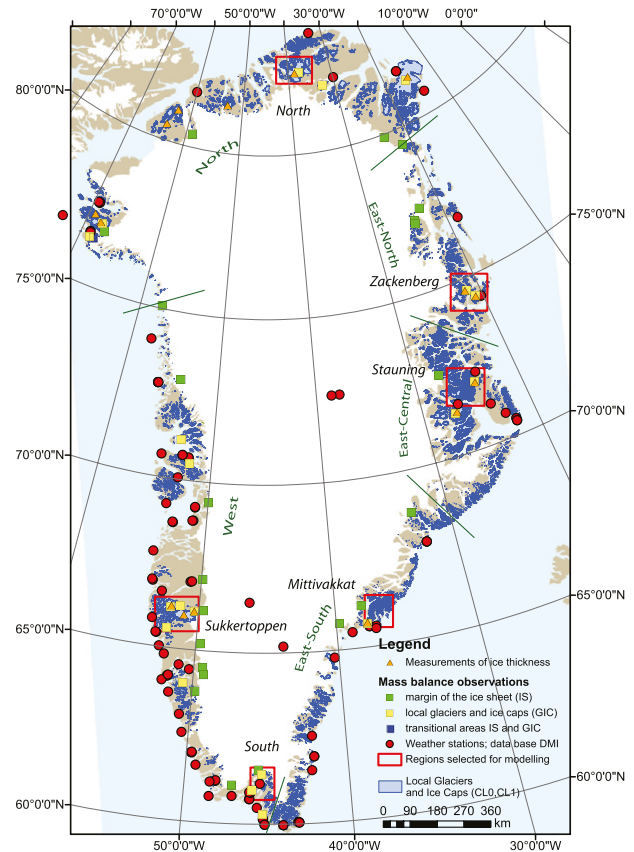 70°0'0"W 50°0'0"W 30°0'0"W 10°0'0"W 0°0'0"
80°0'0"N
North
North
East-North
75°0'0"N
Zackenberg
75°0'0"N
Stauning
East-Central
70°0'0"N
70°0'0"N
West
Mittivakkat
65°0'0"N
Sukkertoppen
65°0'0"N
East-South
Legend
Measurements of ice thickness
Mass balance observations
margin of the ice sheet (IS)
local glaciers and ice caps (GIC)
transitional areas IS and GIC
Weather stations; data base DMI
Regions selected for modelling
South
Local Glaciers
and Ice Caps (CL0,CL1)
60°0'0"N
60°0'0"N
0 90 180 270 360
km
50°0'0"W 40°0'0"W 30°0'0"W